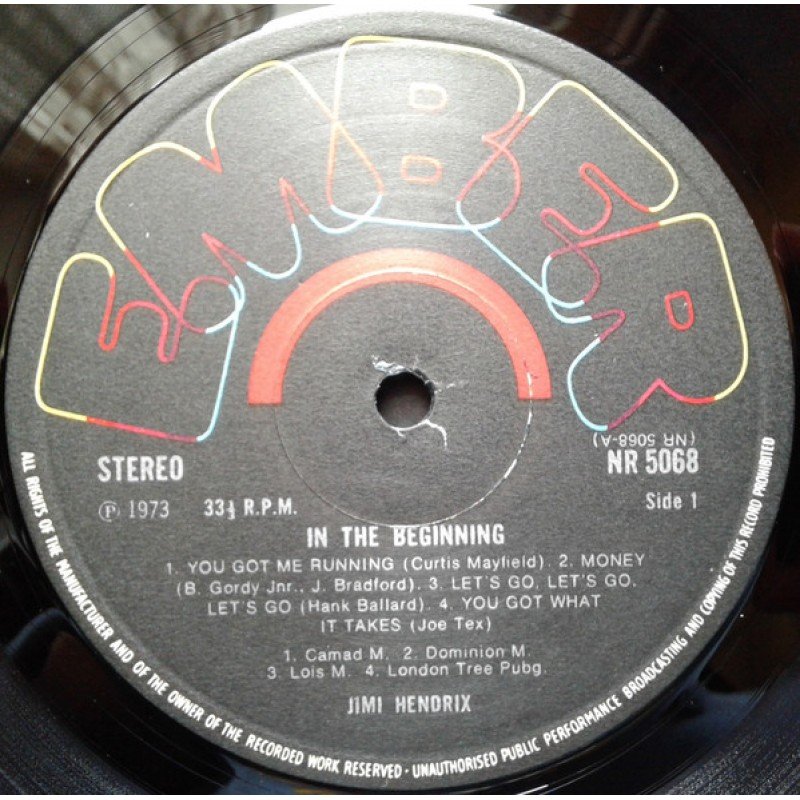 EMBER
STEREO
(NR 5068-A)
NR 5068
Ⓟ 1973 33⅓ R.P.M.
Side 1
IN THE BEGINNING
1. YOU GOT ME RUNNING (Curtis Mayfield). 2. MONEY
(B. Gordy Jnr., J. Bradford). 3. LET'S GO, LET'S GO,
LET'S GO (Hank Ballard). 4. YOU GOT WHAT
IT TAKES (Joe Tex)
1. Camad M. 2. Dominion M.
3. Lois M. 4. London Tree Pubg.
JIMI HENDRIX
ALL RIGHTS OF THE MANUFACTURER AND OF THE OWNER OF THE RECORDED WORK RESERVED · UNAUTHORISED PUBLIC PERFORMANCE BROADCASTING AND COPYING OF THIS RECORD PROHIBITED